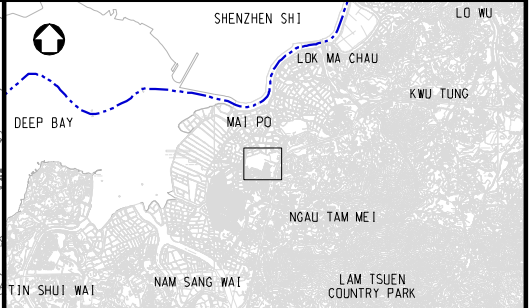 SHENZHEN SHI
LO WU
LOK MA CHAU
KWU TUNG
DEEP BAY
MAI PO
NGAU TAM MEI
TIN SHUI WAI
NAM SANG WAI
LAM TSUEN
COUNTRY PARK